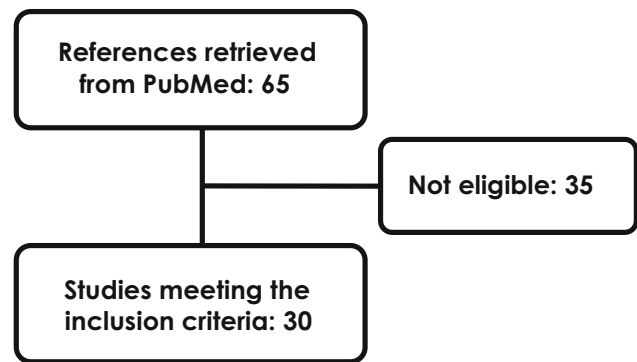 References retrieved
from PubMed: 65
Not eligible: 35
Studies meeting the
inclusion criteria: 30